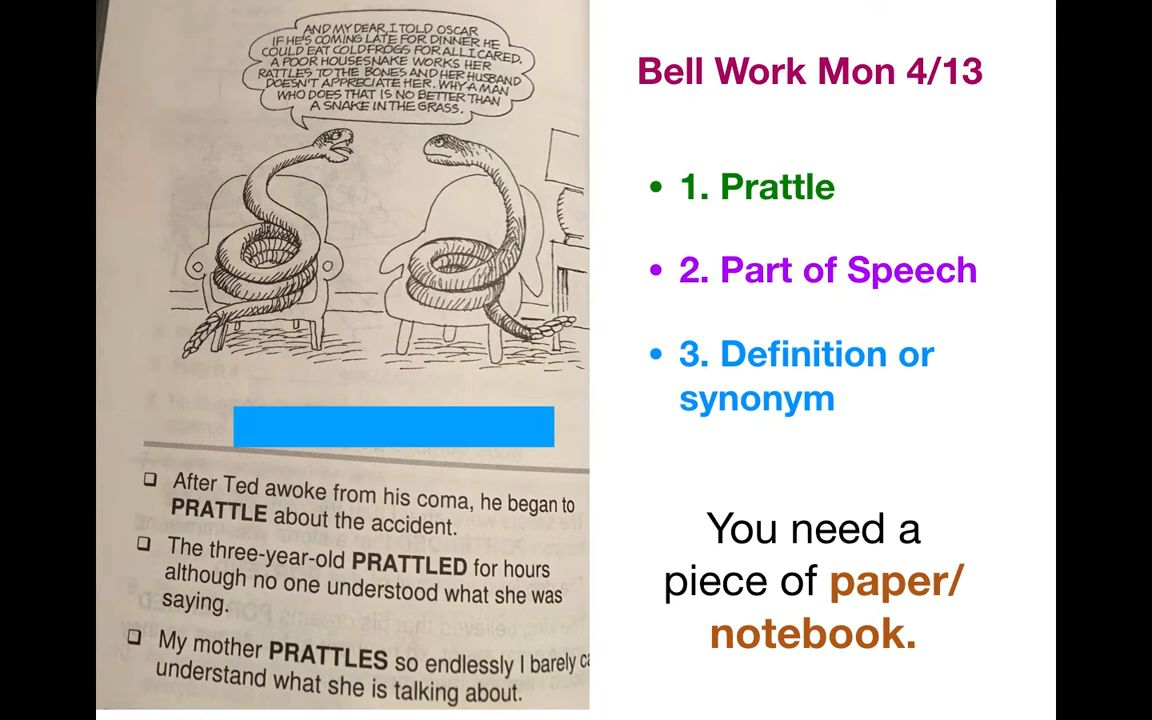 AND MY DEAR, I TOLD OSCAR
IF HE'S COMING LATE FOR DINNER HE
COULD EAT COLD FROGS FOR ALL I CARED.
A POOR HOUSESNAKE WORKS HER
RATTLES TO THE BONES AND HER HUSBAND
DOESN'T APPRECIATE HER. WHY A MAN
WHO DOES THAT IS NO BETTER THAN
A SNAKE IN THE GRASS.
❑ After Ted awoke from his coma, he began to
PRATTLE about the accident.
❑ The three-year-old PRATTLED for hours
although no one understood what she was
saying.
❑ My mother PRATTLES so endlessly I barely ca
understand what she is talking about.
Bell Work Mon 4/13
• 1. Prattle
• 2. Part of Speech
• 3. Definition or
synonym
You need a
piece of paper/
notebook.